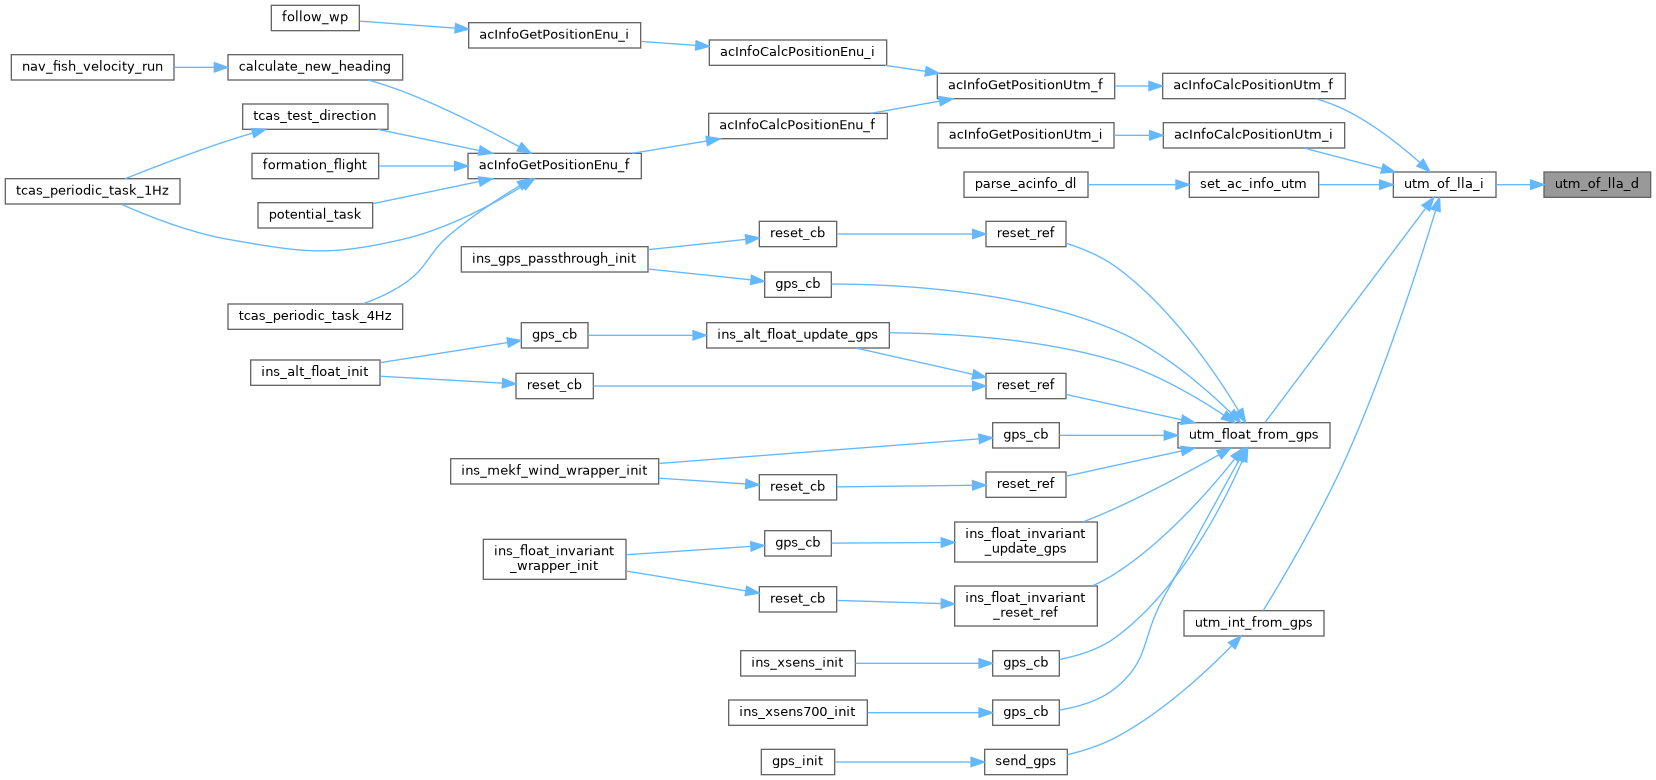 follow_wp
acInfoGetPositionEnu_i
acInfoCalcPositionEnu_i
nav_fish_velocity_run
calculate_new_heading
acInfoGetPositionUtm_f
acInfoCalcPositionUtm_f
tcas_test_direction
acInfoCalcPositionEnu_f
acInfoGetPositionUtm_i
acInfoCalcPositionUtm_i
formation_flight
acInfoGetPositionEnu_f
tcas_periodic_task_1Hz
parse_acinfo_dl
set_ac_info_utm
utm_of_lla_i
utm_of_lla_d
potential_task
reset_cb
reset_ref
ins_gps_passthrough_init
gps_cb
tcas_periodic_task_4Hz
gps_cb
ins_alt_float_update_gps
ins_alt_float_init
reset_cb
reset_ref
gps_cb
utm_float_from_gps
ins_mekf_wind_wrapper_init
reset_cb
reset_ref
ins_float_invariant
_wrapper_init
gps_cb
ins_float_invariant
_update_gps
reset_cb
ins_float_invariant
_reset_ref
utm_int_from_gps
ins_xsens_init
gps_cb
ins_xsens700_init
gps_cb
gps_init
send_gps